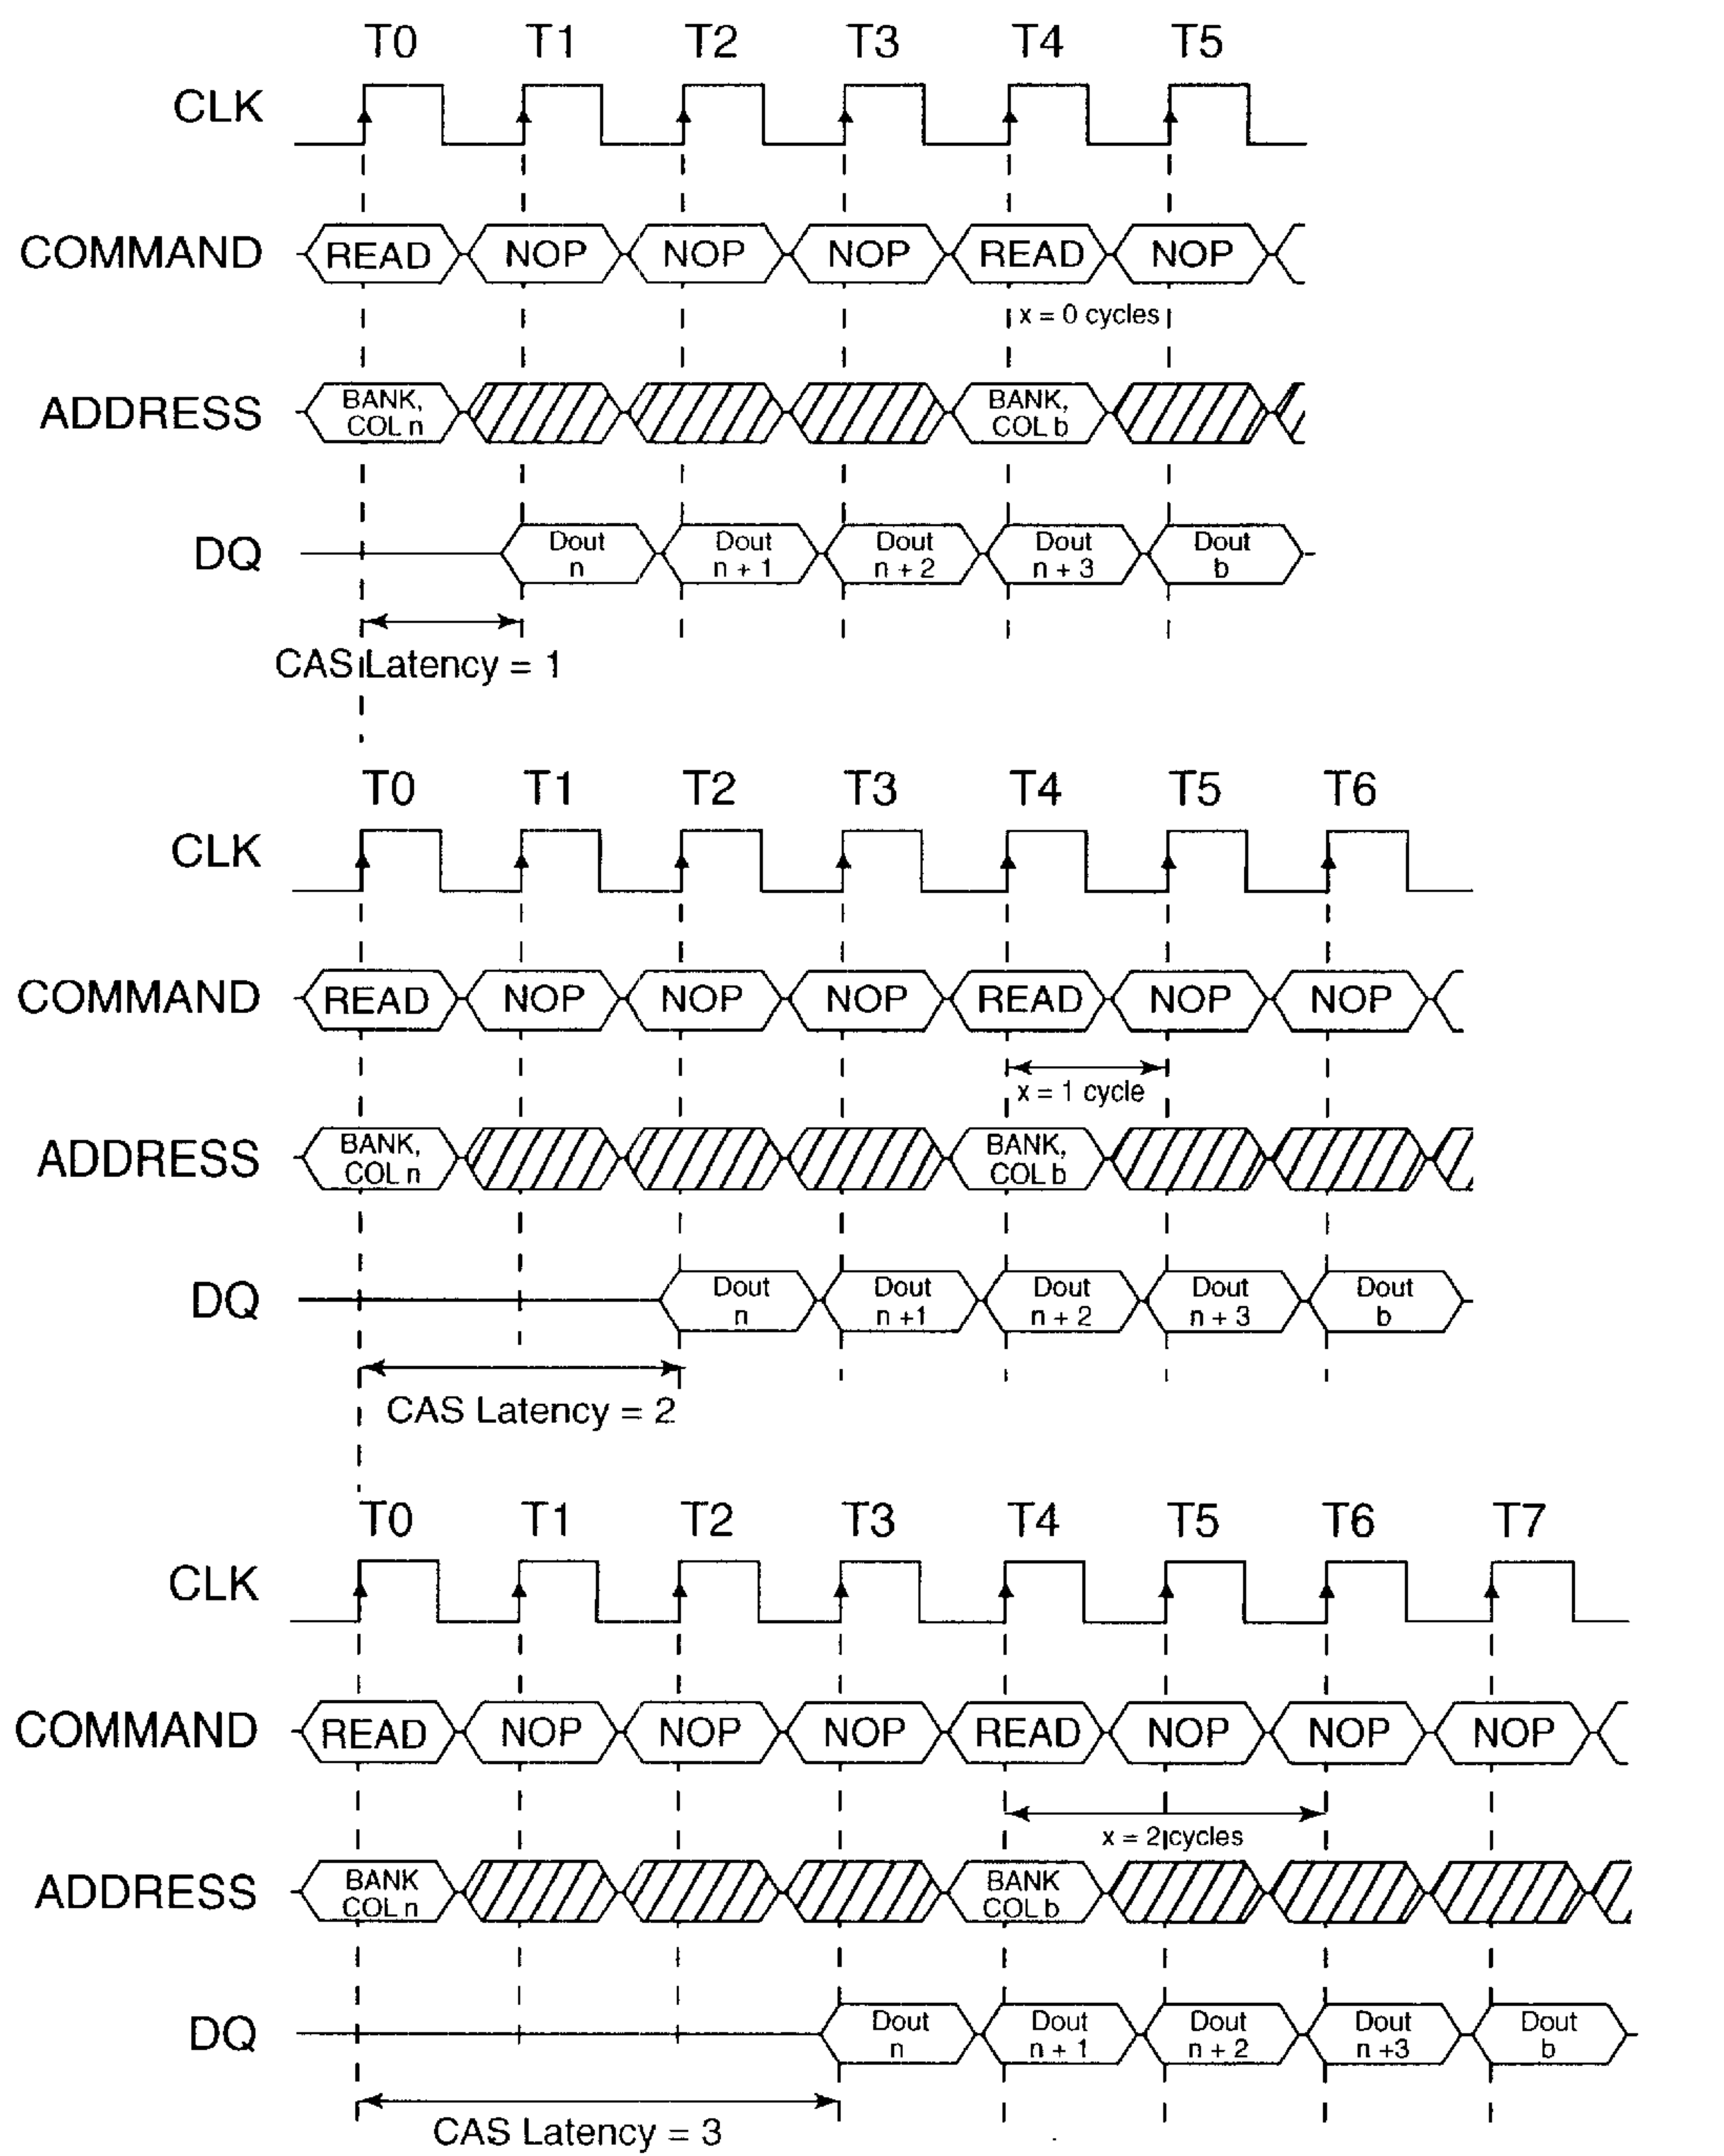 T0 T1 T2 T3 T4 T5
CLK
COMMAND READ NOP NOP NOP READ NOP
x = 0 cycles
ADDRESS BANK, COL n BANK, COL b
DQ Dout n Dout n + 1 Dout n + 2 Dout n + 3 Dout b
CAS Latency = 1
T0 T1 T2 T3 T4 T5 T6
CLK
COMMAND READ NOP NOP NOP READ NOP NOP
x = 1 cycle
ADDRESS BANK, COL n BANK, COL b
DQ Dout n Dout n +1 Dout n + 2 Dout n + 3 Dout b
CAS Latency = 2
T0 T1 T2 T3 T4 T5 T6 T7
CLK
COMMAND READ NOP NOP NOP READ NOP NOP NOP
x = 2 cycles
ADDRESS BANK COL n BANK COL b
DQ Dout n Dout n + 1 Dout n + 2 Dout n +3 Dout b
CAS Latency = 3